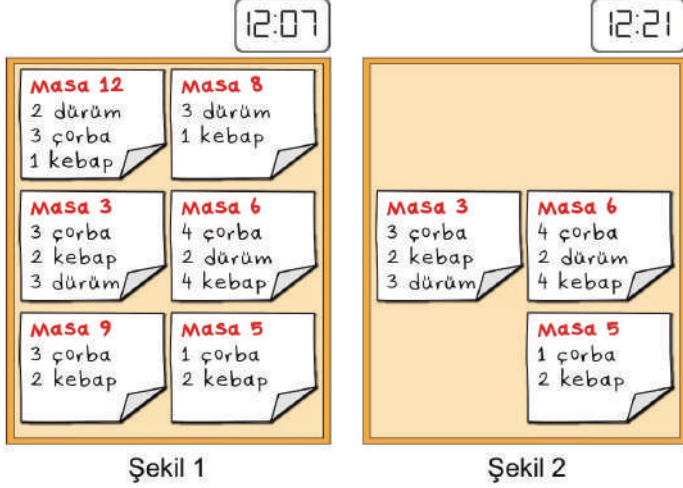 12:07
Masa 12
2 dürüm
3 çorba
1 kebap
Masa 8
3 dürüm
1 kebap
Masa 3
3 çorba
2 kebap
3 dürüm
Masa 6
4 çorba
2 dürüm
4 kebap
Masa 9
3 çorba
2 kebap
Masa 5
1 çorba
2 kebap
Şekil 1
12:21
Masa 3
3 çorba
2 kebap
3 dürüm
Masa 6
4 çorba
2 dürüm
4 kebap
Masa 5
1 çorba
2 kebap
Şekil 2